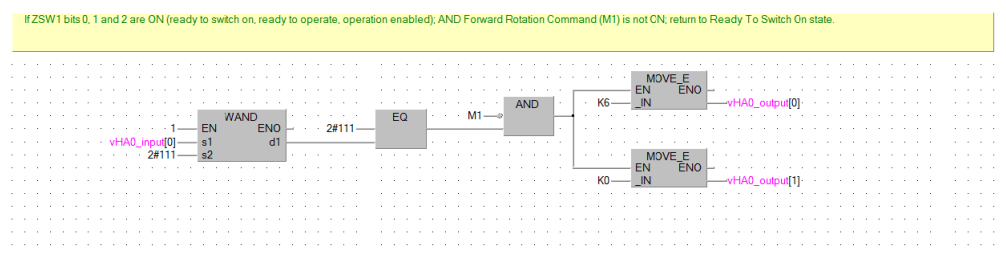 If ZSW1 bits 0, 1 and 2 are ON (ready to switch on, ready to operate, operation enabled); AND Forward Rotation Command (M1) is not ON; return to Ready To Switch On state.
MOVE_E
EN ENO
K6 _IN vHA0_output[0]
AND
M1
WAND
1 EN ENO
vHA0_input[0] s1 d1
2#111 s2
EQ
2#111
MOVE_E
EN ENO
K0 _IN vHA0_output[1]